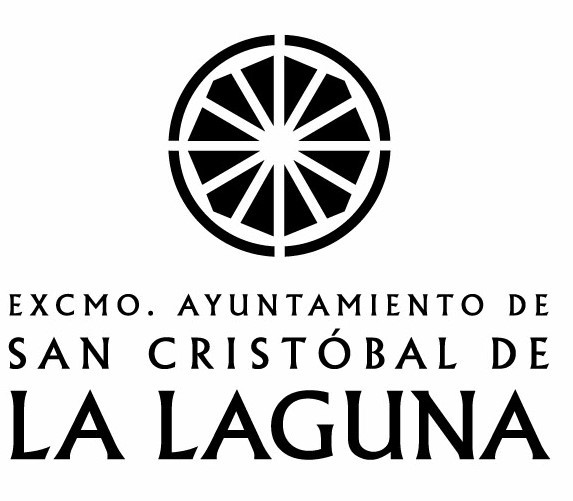 EXCMO. AYUNTAMIENTO DE
SAN CRISTÓBAL DE
LA LAGUNA